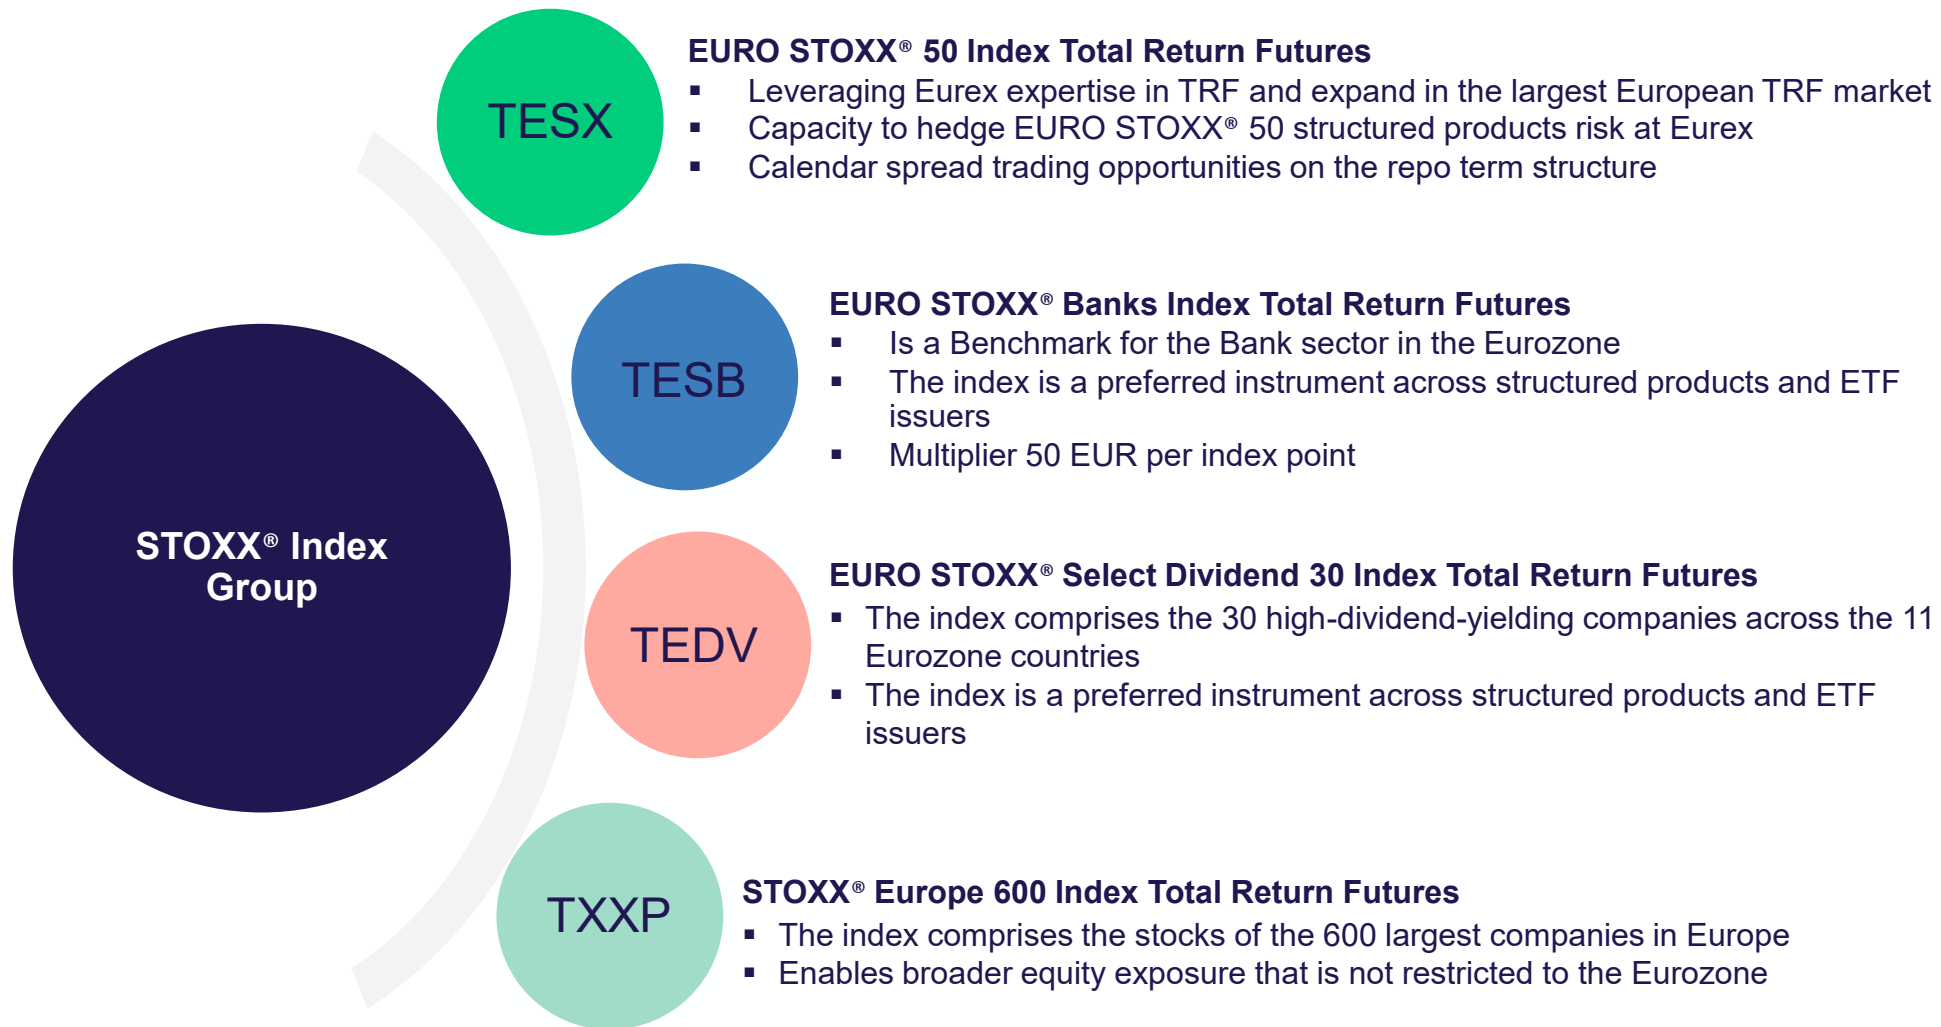 TESX
EURO STOXX® 50 Index Total Return Futures
▪ Leveraging Eurex expertise in TRF and expand in the largest European TRF market
▪ Capacity to hedge EURO STOXX® 50 structured products risk at Eurex
▪ Calendar spread trading opportunities on the repo term structure
TESB
EURO STOXX® Banks Index Total Return Futures
▪ Is a Benchmark for the Bank sector in the Eurozone
▪ The index is a preferred instrument across structured products and ETF
issuers
▪ Multiplier 50 EUR per index point
STOXX® Index
Group
TEDV
EURO STOXX® Select Dividend 30 Index Total Return Futures
▪ The index comprises the 30 high-dividend-yielding companies across the 11
Eurozone countries
▪ The index is a preferred instrument across structured products and ETF
issuers
TXXP
STOXX® Europe 600 Index Total Return Futures
▪ The index comprises the stocks of the 600 largest companies in Europe
▪ Enables broader equity exposure that is not restricted to the Eurozone